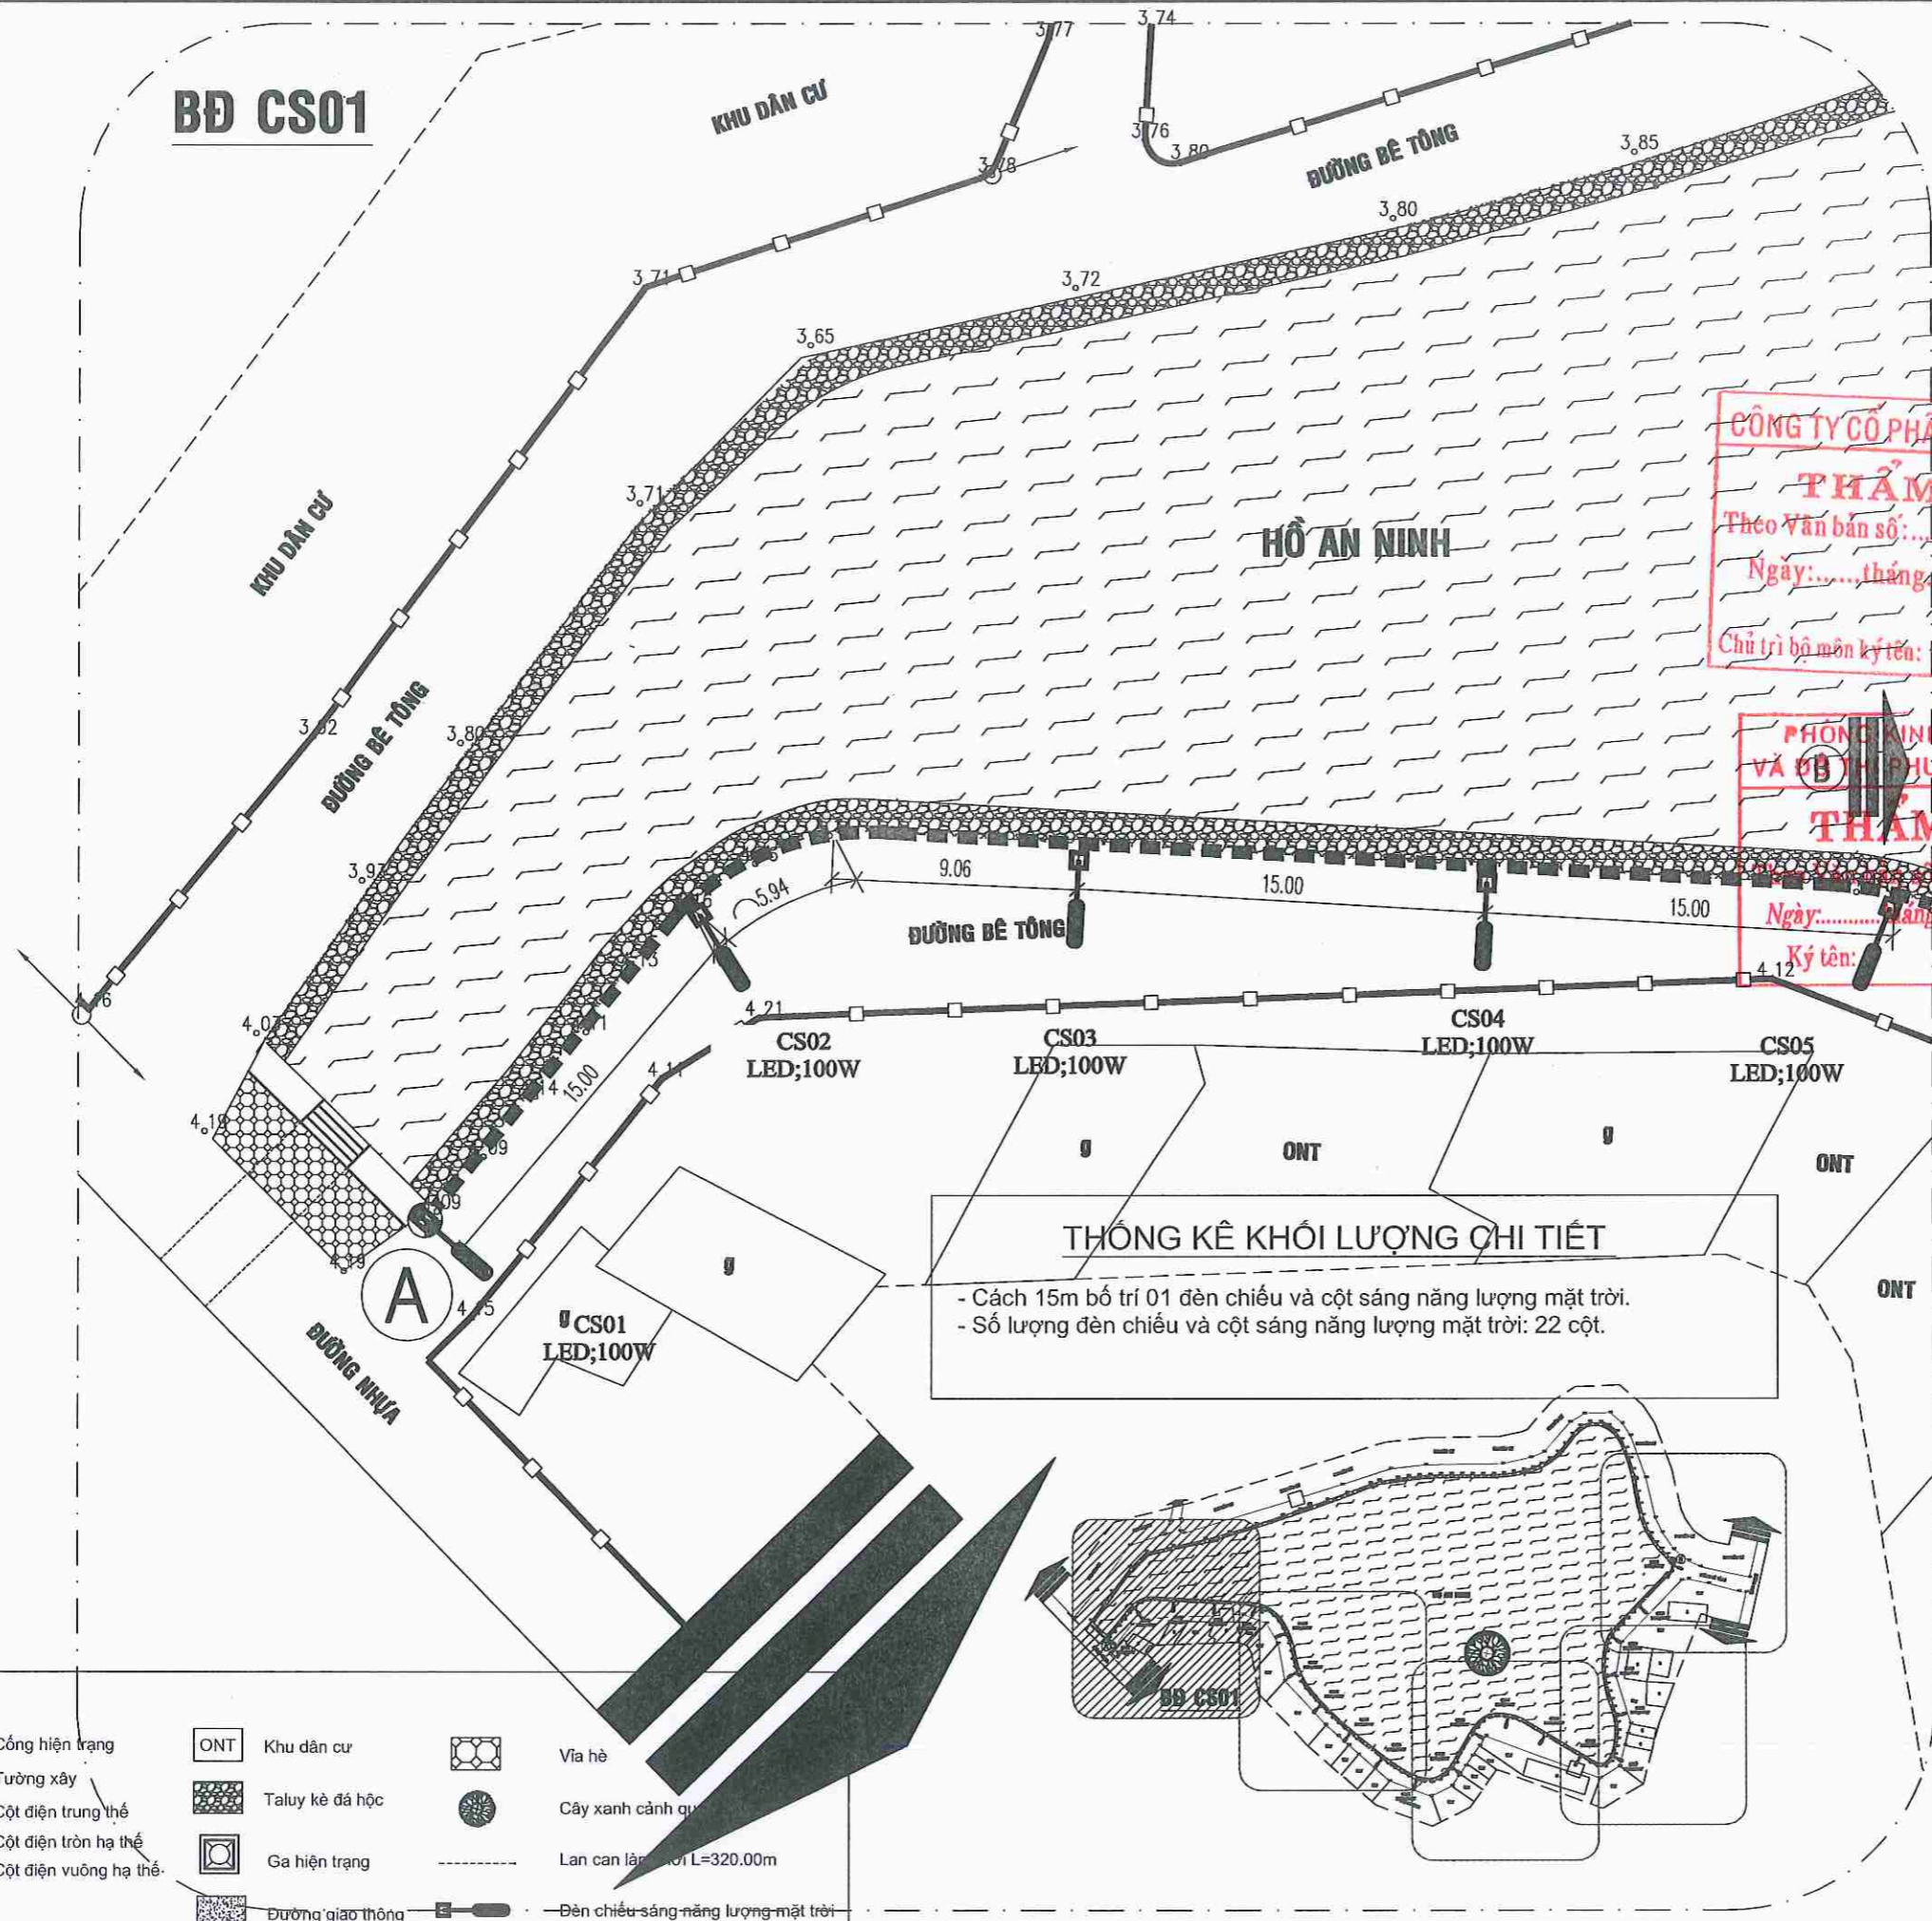 BĐ CS01
3,77
3,74
KHU DÂN CƯ
3,76
3,80
3,78
ĐƯỜNG BÊ TÔNG
3,85
3,80
3,71
3,72
3,65
CÔNG TY CỔ
THẨM
Theo Văn bản số:...
Ngày:......tháng.
Chủ trì bộ môn ký tên:
3,71
HỒ AN NINH
KHU DÂN CƯ
ĐƯỜNG BÊ TÔNG
3,80
PHÒNG
B
THẨM
Ngày:..........
Ký tên:
3,97
5.94
9.06
15.00
15.00
ĐƯỜNG BÊ TÔNG
4,12
4,21
4,07
CS02
LED;100W
CS03
LED;100W
CS04
LED;100W
CS05
LED;100W
4,11
15.00
4,19
g
ONT
g
ONT
ONT
4,19
A
4,15
g
g
CS01
LED;100W
ĐƯỜNG NHỰA
THỐNG KÊ KHỐI LƯỢNG CHI TIẾT
- Cách 15m bố trí 01 đèn chiếu và cột sáng năng lượng mặt trời.
- Số lượng đèn chiếu và cột sáng năng lượng mặt trời: 22 cột.
BĐ CS01
Cống hiện trạng
Tường xây
Cột điện trung thế
Cột điện tròn hạ thế
Cột điện vuông hạ thế
ONT
Khu dân cư
Taluy kè đá hộc
Ga hiện trạng
Đường giao thông
Vỉa hè
Cây xanh cảnh
Lan can L=320.00m
Đèn chiếu sáng năng lượng mặt trời